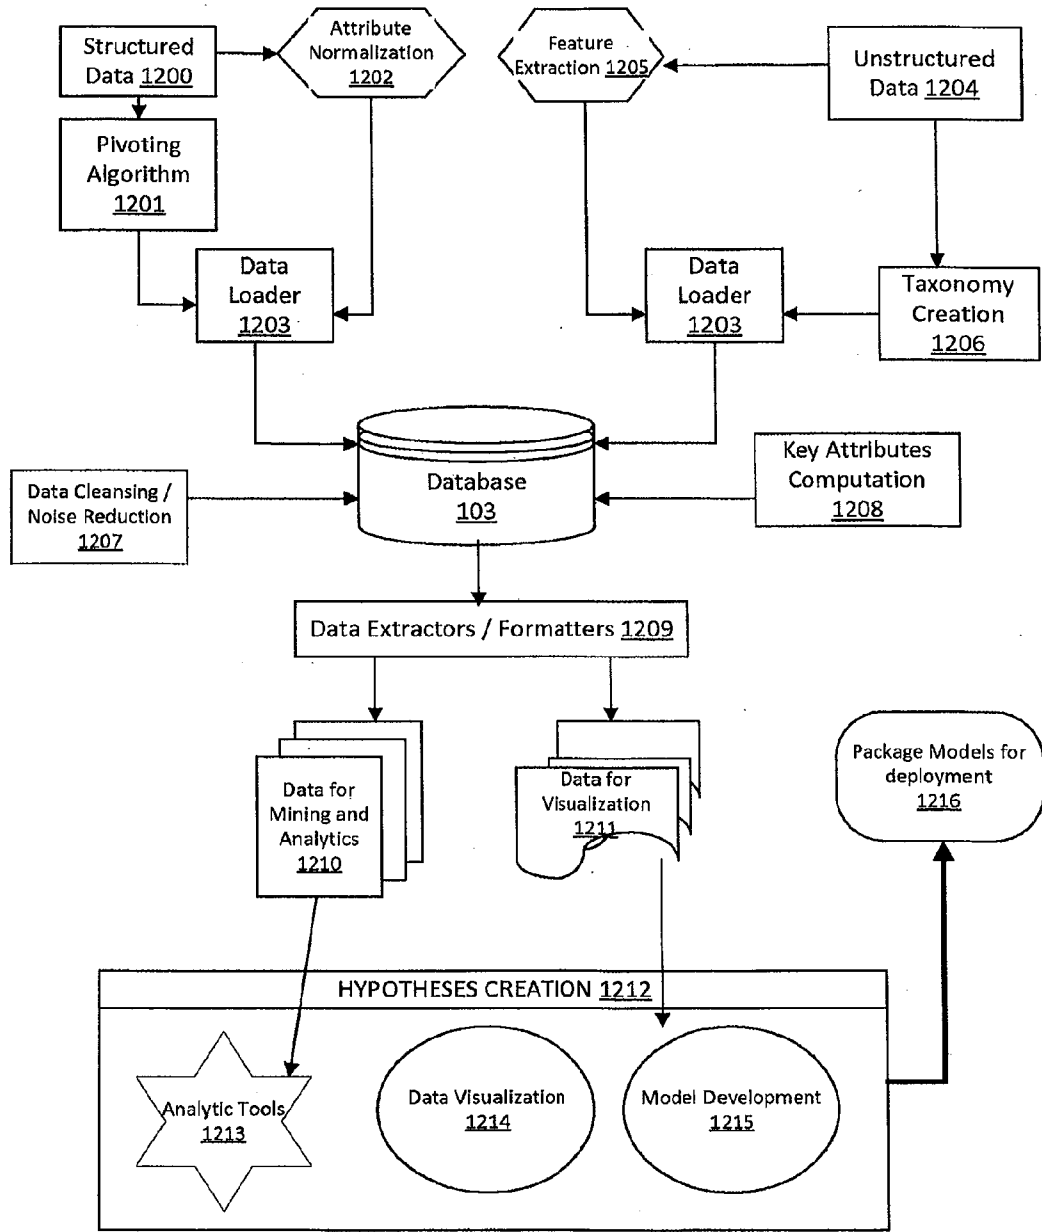 Structured
Data 1200
Attribute
Normalization
1202
Feature
Extraction 1205
Unstructured
Data 1204
Pivoting
Algorithm
1201
Data
Loader
1203
Data
Loader
1203
Taxonomy
Creation
1206
Database
103
Data Cleansing /
Noise Reduction
1207
Key Attributes
Computation
1208
Data Extractors / Formatters 1209
Data for
Mining and
Analytics
1210
Data for
Visualization
1211
Package Models for
deployment
1216
HYPOTHESES CREATION 1212
Analytic Tools
1213
Data Visualization
1214
Model Development
1215